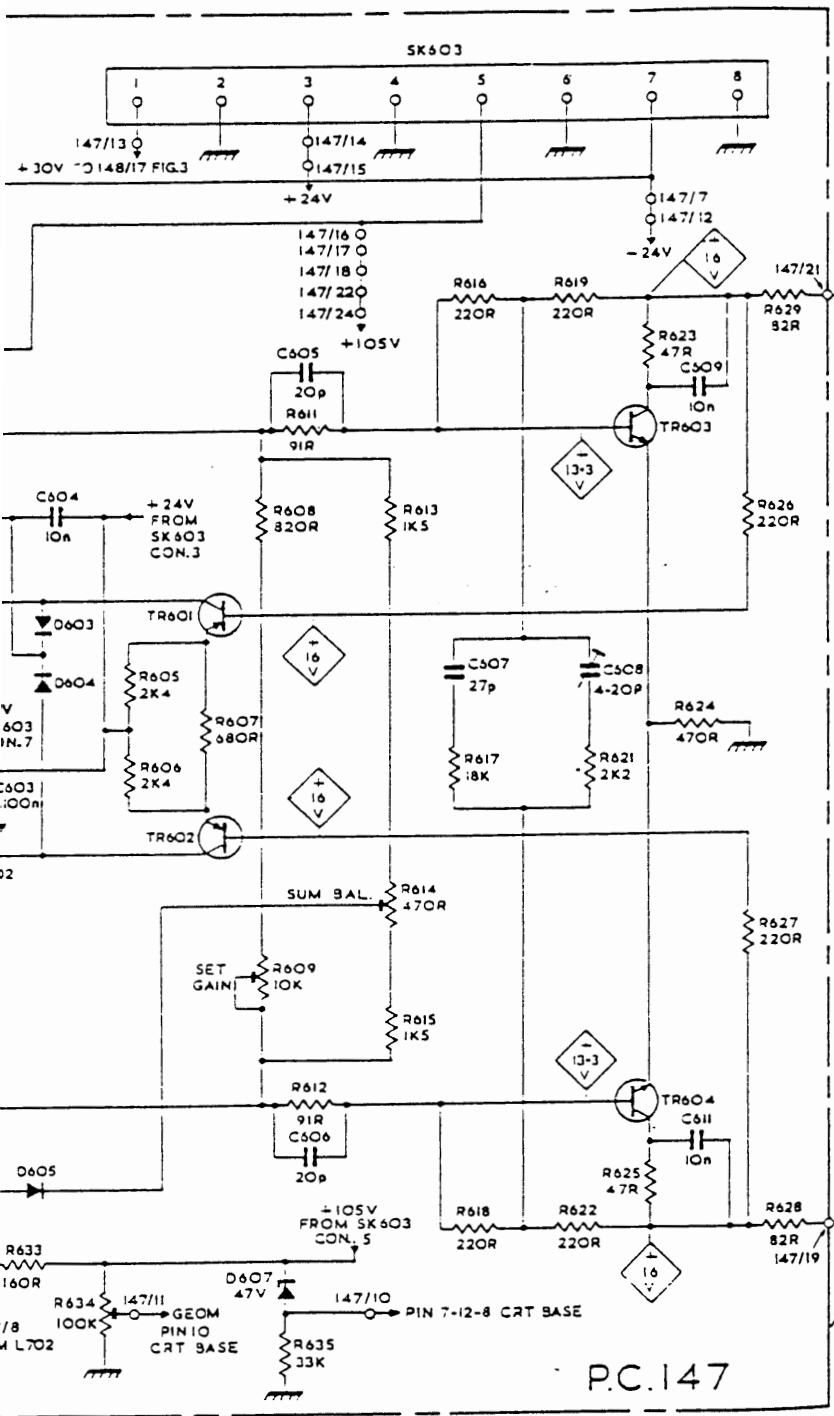 SK603
1 2 3 4 5 6 7 8
147/13
+30V TO 148/17 FIG.3
147/14
147/15
+24V
147/7
147/12
-24V
147/16
147/17
147/18
147/22
147/24
+105V
+
16
V
147/21
R616
220R
R619
220R
R629
82R
R623
47R
C609
10n
TR603
C605
20p
R611
91R
+
13·3
V
C604
10n
+24V
FROM
SK603
CON.3
R608
820R
R613
1K5
R626
220R
D603
D604
TR601
+
16
V
R605
2K4
R607
680R
R606
2K4
C607
27p
C608
4-20P
R624
470R
R617
18K
R621
2K2
V
603
IN.7
C603
100n
+
16
V
TR602
02
SUM BAL.
R614
470R
R627
220R
SET
GAIN
R609
10K
R615
1K5
+
13·3
V
R612
91R
C606
20p
TR604
C611
10n
R625
47R
D605
R618
220R
R622
220R
R628
82R
147/19
+
16
V
+105V
FROM SK603
CON. 5
R633
160R
D607
47V
147/10
PIN 7-12-8 CRT BASE
R634
100K
147/11
GEOM
PIN 10
CRT BASE
/8
M L702
R635
33K
P.C.147